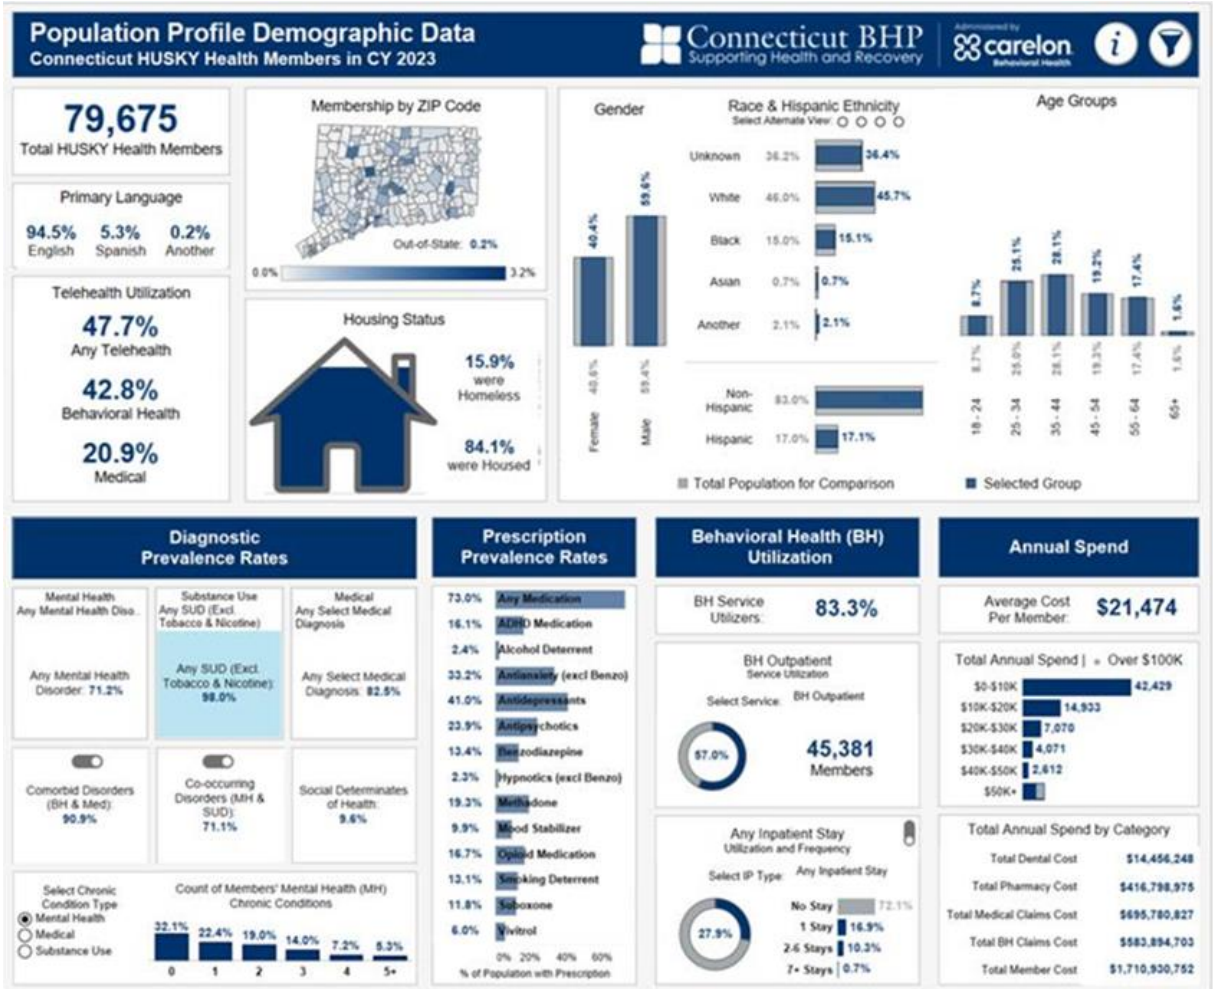 Population Profile Demographic Data
Connecticut HUSKY Health Members in CY 2023
Connecticut BHP
Supporting Health and Recovery
Administered by
carelon
Behavioral Health
i
79,675
Total HUSKY Health Members
Primary Language
94.5% 5.3% 0.2%
English Spanish Another
Telehealth Utilization
47.7%
Any Telehealth
42.8%
Behavioral Health
20.9%
Medical
Membership by ZIP Code
Out-of-State: 0.2%
0.0% 3.2%
Housing Status
15.9%
were
Homeless
84.1%
were Housed
Gender
40.4% 59.6%
40.6% 59.4%
Female Male
Race & Hispanic Ethnicity
Select Alternate View:
Unknown 36.2% 36.4%
White 46.0% 45.7%
Black 15.0% 15.1%
Asian 0.7% 0.7%
Another 2.1% 2.1%
Non-
Hispanic 83.0%
Hispanic 17.0% 17.1%
Age Groups
8.7% 25.1% 28.1% 19.2% 17.4% 1.6%
8.7% 25.0% 28.1% 19.3% 17.4% 1.6%
18 - 24 25 - 34 35 - 44 45 - 54 55 - 64 65+
Total Population for Comparison Selected Group
Diagnostic
Prevalence Rates
Mental Health
Any Mental Health Diso..
Any Mental Health
Disorder: 71.2%
Substance Use
Any SUD (Excl.
Tobacco & Nicotine)
Any SUD (Excl.
Tobacco & Nicotine):
98.0%
Medical
Any Select Medical
Diagnosis
Any Select Medical
Diagnosis: 82.5%
Comorbid Disorders
(BH & Med):
90.9%
Co-occurring
Disorders (MH &
SUD):
71.1%
Social Determinates
of Health:
9.6%
Select Chronic
Condition Type
Mental Health
Medical
Substance Use
Count of Members' Mental Health (MH)
Chronic Conditions
32.1% 22.4% 19.0% 14.0% 7.2% 5.3%
0 1 2 3 4 5+
Prescription
Prevalence Rates
73.0% Any Medication
16.1% ADHD Medication
2.4% Alcohol Deterrent
33.2% Antianxiety (excl Benzo)
41.0% Antidepressants
23.9% Antipsychotics
13.4% Benzodiazepine
2.3% Hypnotics (excl Benzo)
19.3% Methadone
9.9% Mood Stabilizer
16.7% Opioid Medication
13.1% Smoking Deterrent
11.8% Suboxone
6.0% Vivitrol
0% 20% 40% 60%
% of Population with Prescription
Behavioral Health (BH)
Utilization
BH Service
Utilizers: 83.3%
BH Outpatient
Service Utilization
Select Service: BH Outpatient
57.0%
45,381
Members
Any Inpatient Stay
Utilization and Frequency
Select IP Type: Any Inpatient Stay
27.9%
No Stay 72.1%
1 Stay 16.9%
2-6 Stays 10.3%
7+ Stays 0.7%
Annual Spend
Average Cost
Per Member: $21,474
Total Annual Spend | Over $100K
$0-$10K 42,429
$10K-$20K 14,933
$20K-$30K 7,070
$30K-$40K 4,071
$40K-$50K 2,612
$50K+
Total Annual Spend by Category
Total Dental Cost $14,456,248
Total Pharmacy Cost $416,798,975
Total Medical Claims Cost $695,780,827
Total BH Claims Cost $583,894,703
Total Member Cost $1,710,930,752